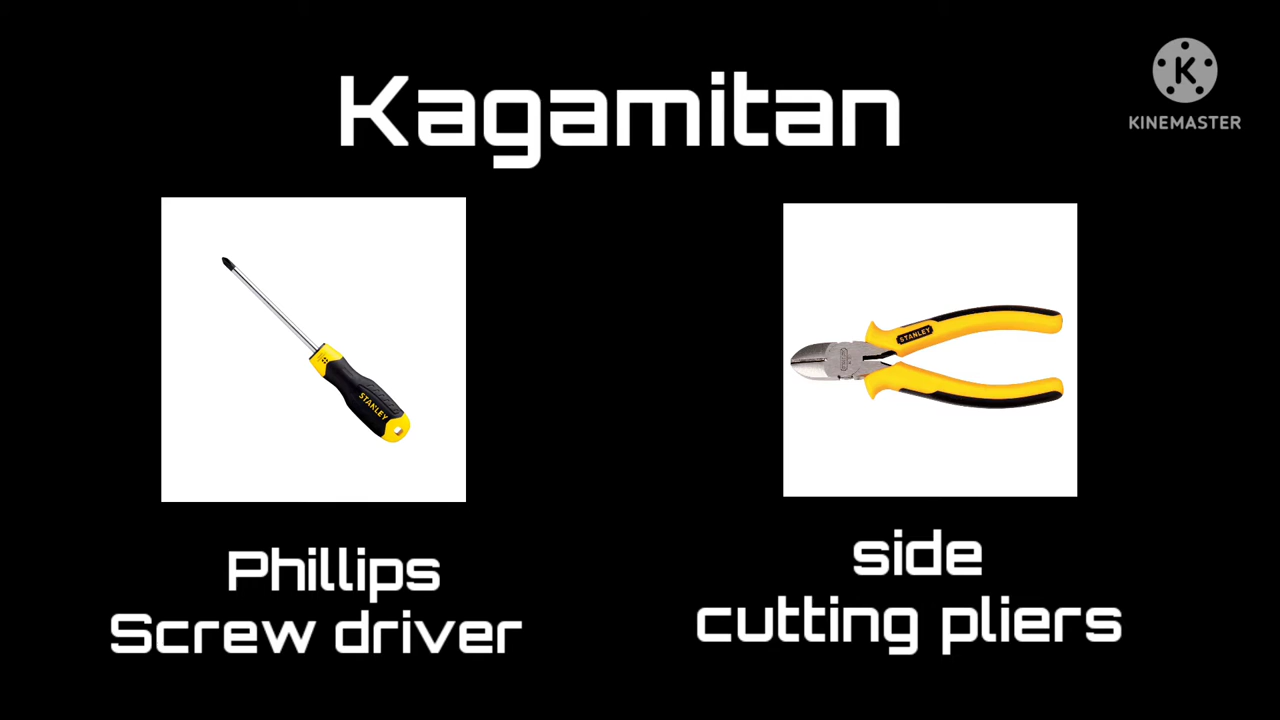 Kagamitan
K
KINEMASTER
STANLEY
STANLEY
Phillips
Screw driver
side
cutting pliers